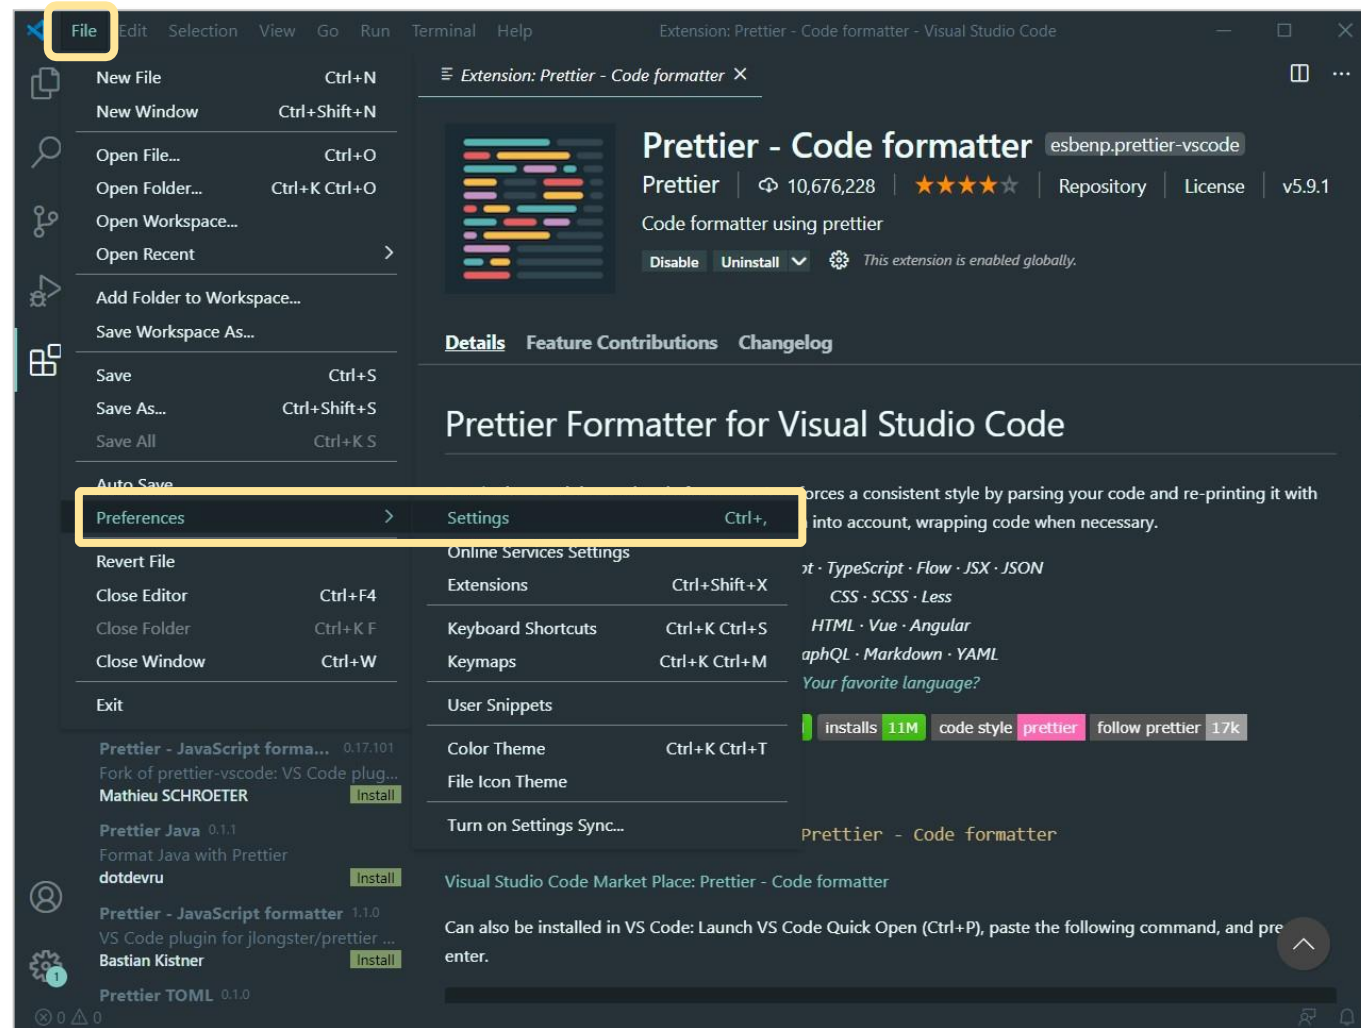 File Edit Selection View Go Run Terminal Help Extension: Prettier - Code formatter - Visual Studio Code
New File Ctrl+N
New Window Ctrl+Shift+N
Open File... Ctrl+O
Open Folder... Ctrl+K Ctrl+O
Open Workspace...
Open Recent
Add Folder to Workspace...
Save Workspace As...
Save Ctrl+S
Save As... Ctrl+Shift+S
Save All Ctrl+K S
Auto Save
Preferences
Revert File
Close Editor Ctrl+F4
Close Folder Ctrl+K F
Close Window Ctrl+W
Exit
Settings Ctrl+,
Online Services Settings
Extensions Ctrl+Shift+X
Keyboard Shortcuts Ctrl+K Ctrl+S
Keymaps Ctrl+K Ctrl+M
User Snippets
Color Theme Ctrl+K Ctrl+T
File Icon Theme
Turn on Settings Sync...
Prettier - JavaScript forma... 0.17.101
Fork of prettier-vscode: VS Code plug...
Mathieu SCHROETER Install
Prettier Java 0.1.1
Format Java with Prettier
dotdevru Install
Prettier - JavaScript formatter 1.1.0
VS Code plugin for jlongster/prettier ...
Bastian Kistner Install
Prettier TOML 0.1.0
1
0 0
Extension: Prettier - Code formatter
Prettier - Code formatter esbenp.prettier-vscode
Prettier 10,676,228 Repository License v5.9.1
Code formatter using prettier
Disable Uninstall This extension is enabled globally.
Details Feature Contributions Changelog
Prettier Formatter for Visual Studio Code
orces a consistent style by parsing your code and re-printing it with
into account, wrapping code when necessary.
pt · TypeScript · Flow · JSX · JSON
CSS · SCSS · Less
HTML · Vue · Angular
aphQL · Markdown · YAML
Your favorite language?
installs 11M code style prettier follow prettier 17k
Prettier - Code formatter
Visual Studio Code Market Place: Prettier - Code formatter
Can also be installed in VS Code: Launch VS Code Quick Open (Ctrl+P), paste the following command, and pre
enter.